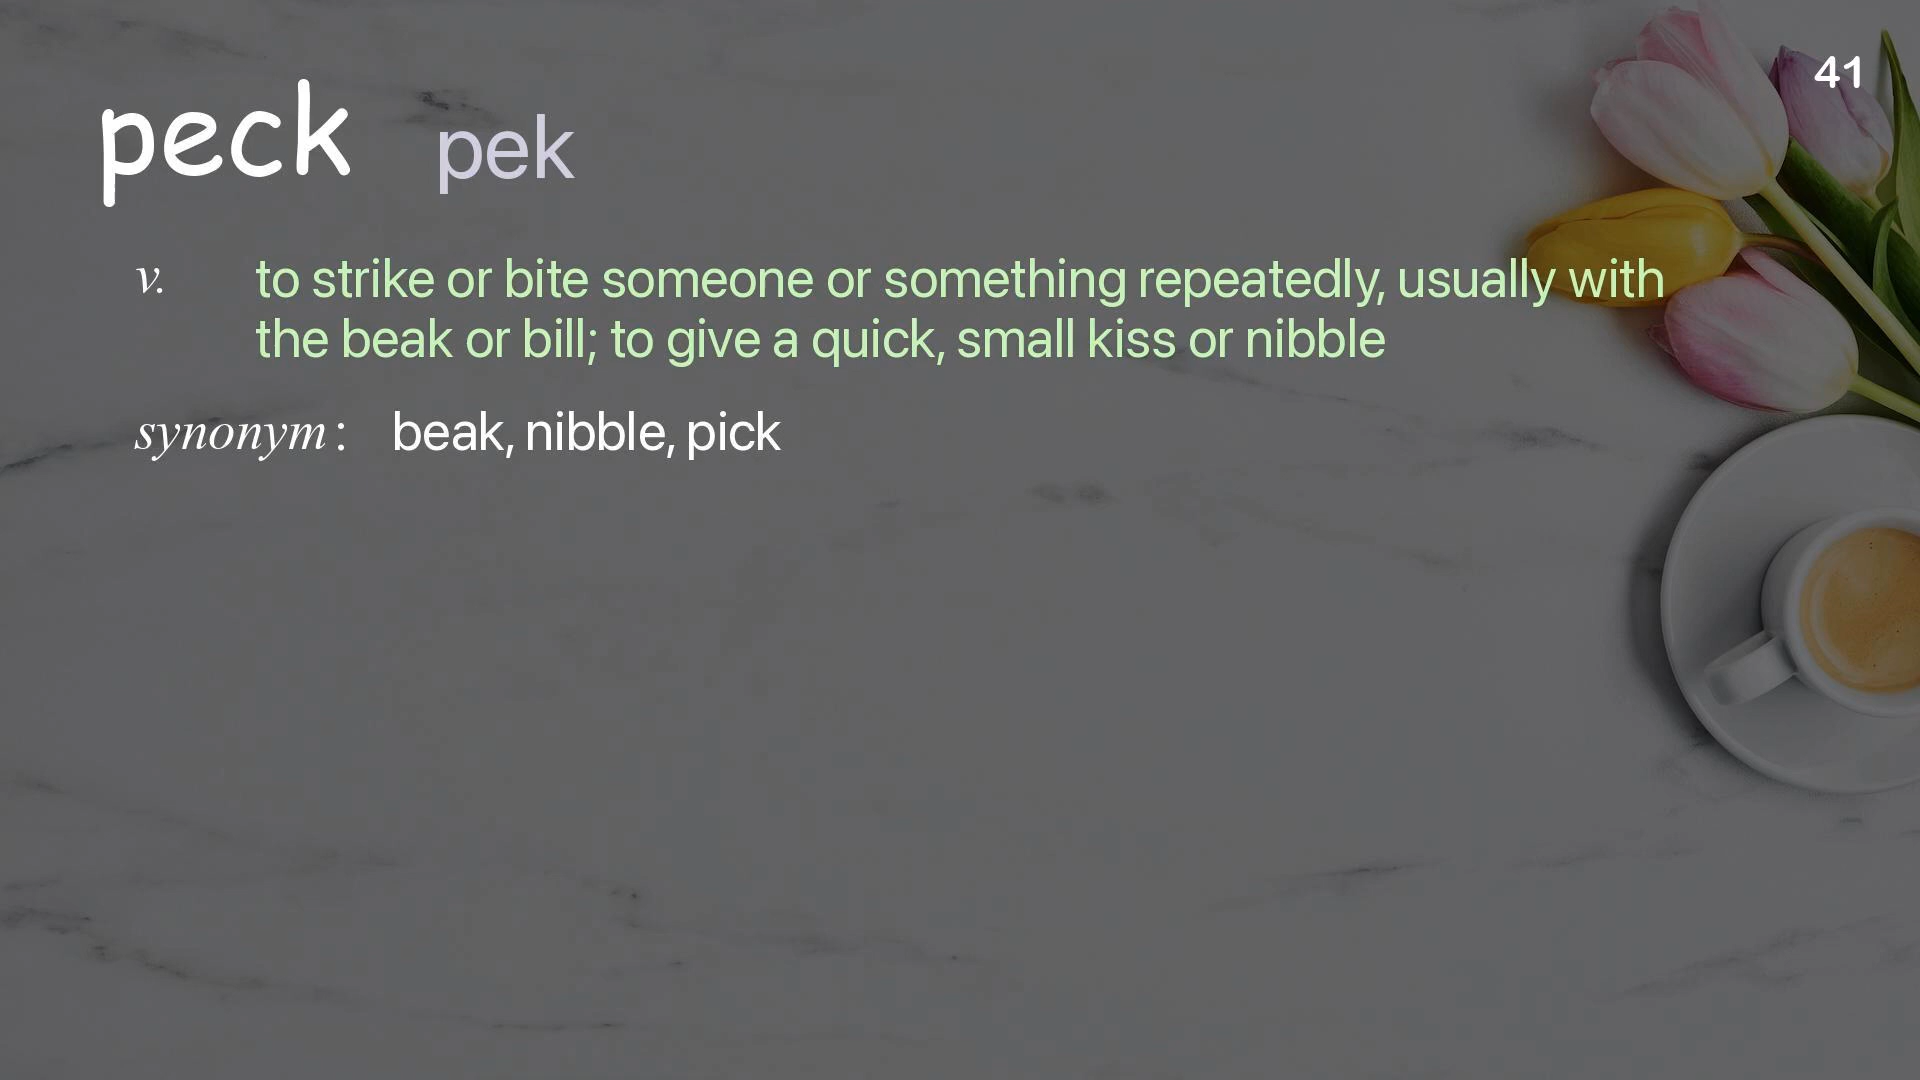 41
peck pek
v. to strike or bite someone or something repeatedly, usually with
the beak or bill; to give a quick, small kiss or nibble
synonym: beak, nibble, pick